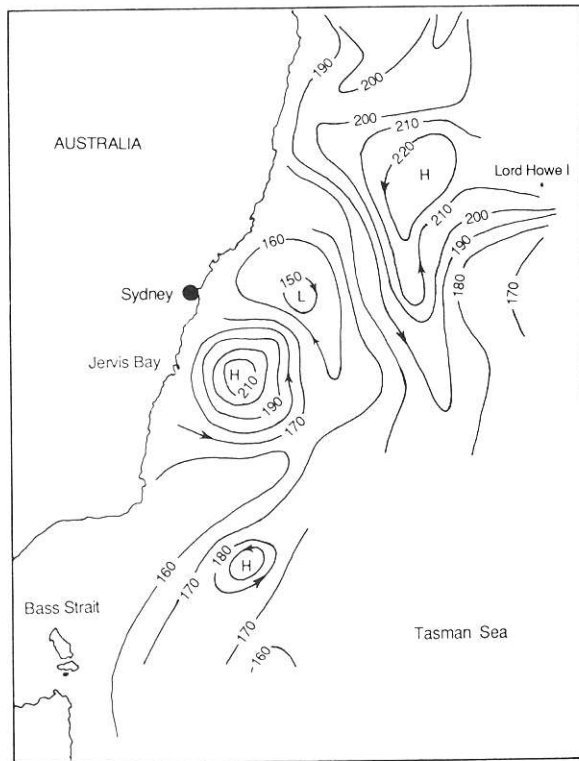 190
200
200
210
AUSTRALIA
220
H
Lord Howe I
210
200
190
180
170
160
150
L
Sydney
Jervis Bay
H
210
190
170
180
H
160
170
Bass Strait
170
160
Tasman Sea